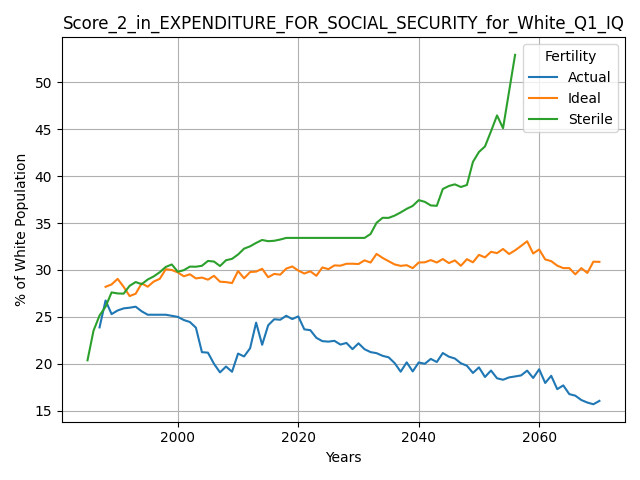 Score_2_in_EXPENDITURE_FOR_SOCIAL_SECURITY_for_White_Q1_IQ
% of White Population
50
45
40
35
30
25
20
15
2000
2020
2040
2060
Years
Fertility
Actual
Ideal
Sterile